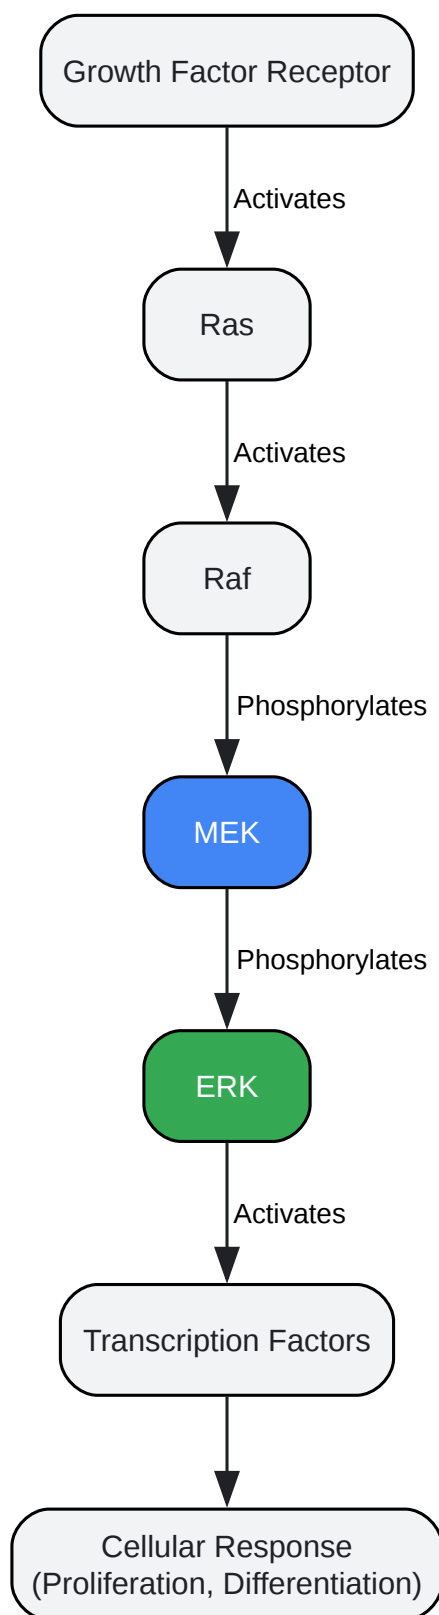 Growth Factor Receptor
Activates
Ras
Activates
Raf
Phosphorylates
MEK
Phosphorylates
ERK
Activates
Transcription Factors
Cellular Response
(Proliferation, Differentiation)